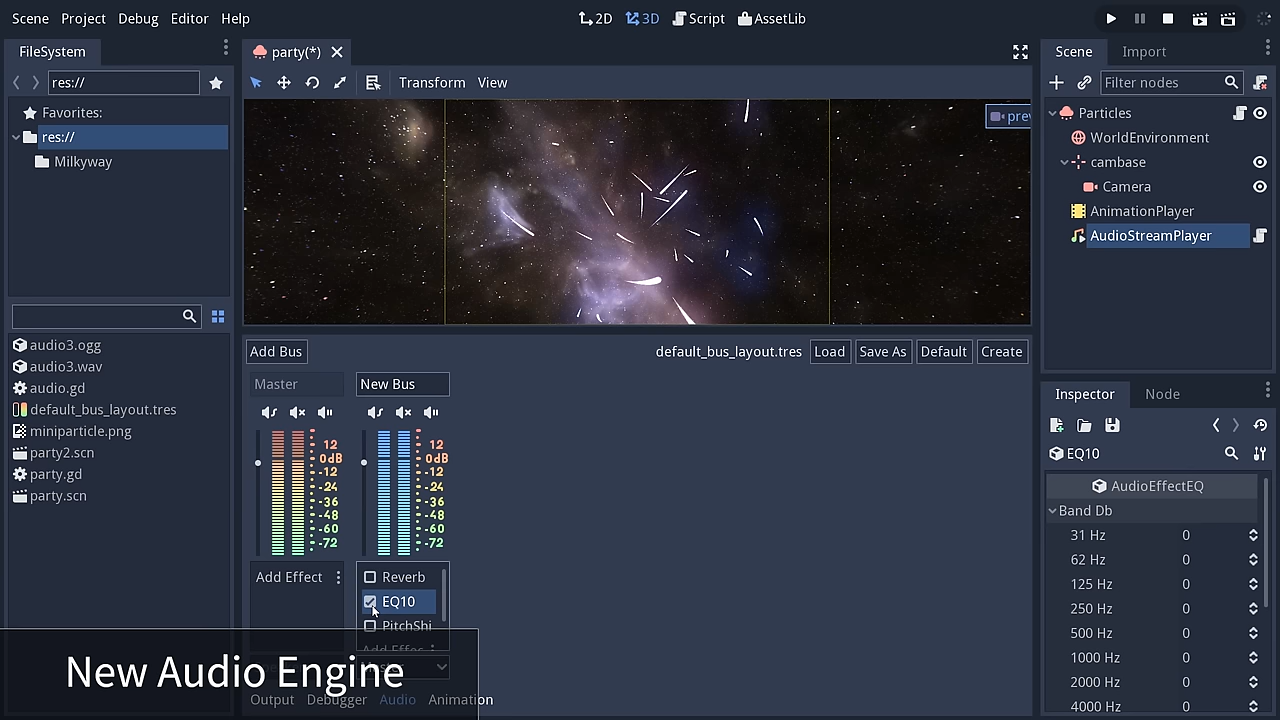 Scene Project Debug Editor Help
2D 3D Script AssetLib
FileSystem
res://
Favorites:
res://
Milkyway
audio3.ogg
audio3.wav
audio.gd
default_bus_layout.tres
miniparticle.png
party2.scn
party.gd
party.scn
party(*)
Transform View
prev
Add Bus
default_bus_layout.tres Load Save As Default Create
Master New Bus
12 12
0dB 0dB
-12 -12
-24 -24
-36 -36
-48 -48
-60 -60
-72 -72
Add Effect Reverb
EQ10
PitchShi
Add Effec
New Audio Engine
Output Debugger Audio Animation
Scene Import
Filter nodes
Particles
WorldEnvironment
cambase
Camera
AnimationPlayer
AudioStreamPlayer
Inspector Node
EQ10
AudioEffectEQ
Band Db
31 Hz 0
62 Hz 0
125 Hz 0
250 Hz 0
500 Hz 0
1000 Hz 0
2000 Hz 0
4000 Hz 0